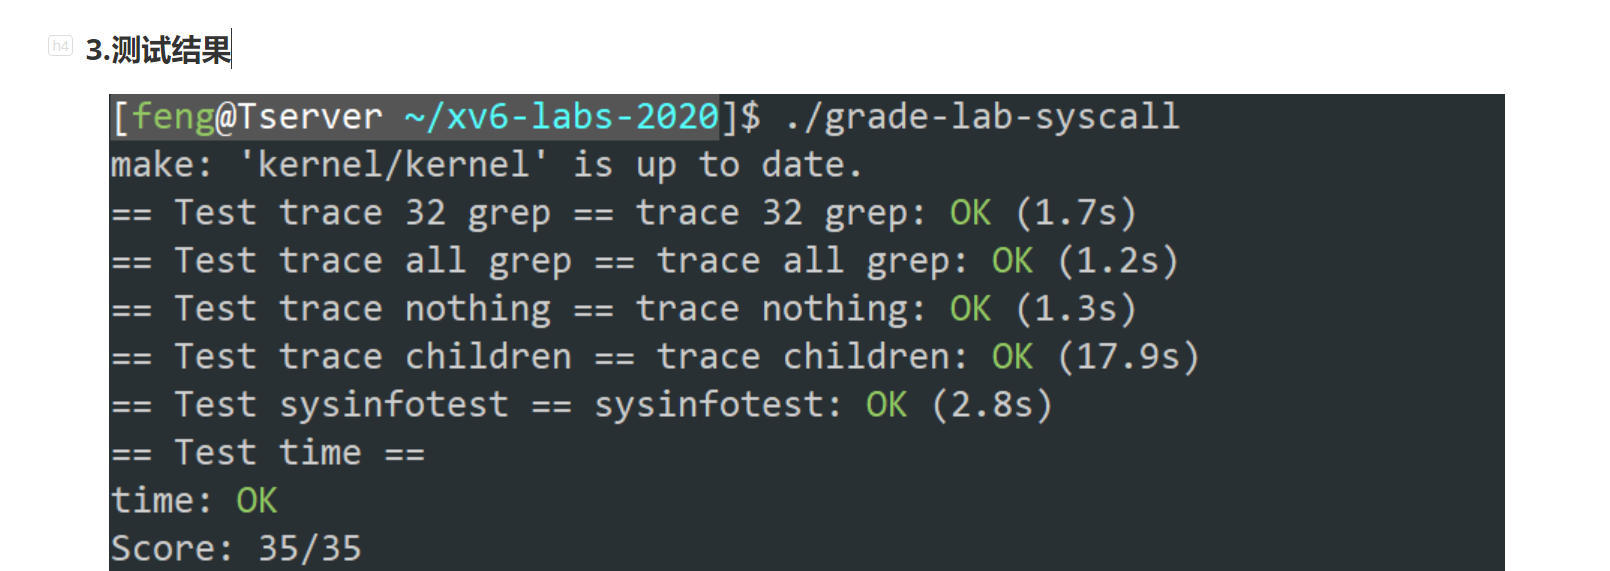 h4
3.测试结果
[feng@Tserver ~/xv6-labs-2020]$ ./grade-lab-syscall
make: 'kernel/kernel' is up to date.
== Test trace 32 grep == trace 32 grep: OK (1.7s)
== Test trace all grep == trace all grep: OK (1.2s)
== Test trace nothing == trace nothing: OK (1.3s)
== Test trace children == trace children: OK (17.9s)
== Test sysinfotest == sysinfotest: OK (2.8s)
== Test time ==
time: OK
Score: 35/35